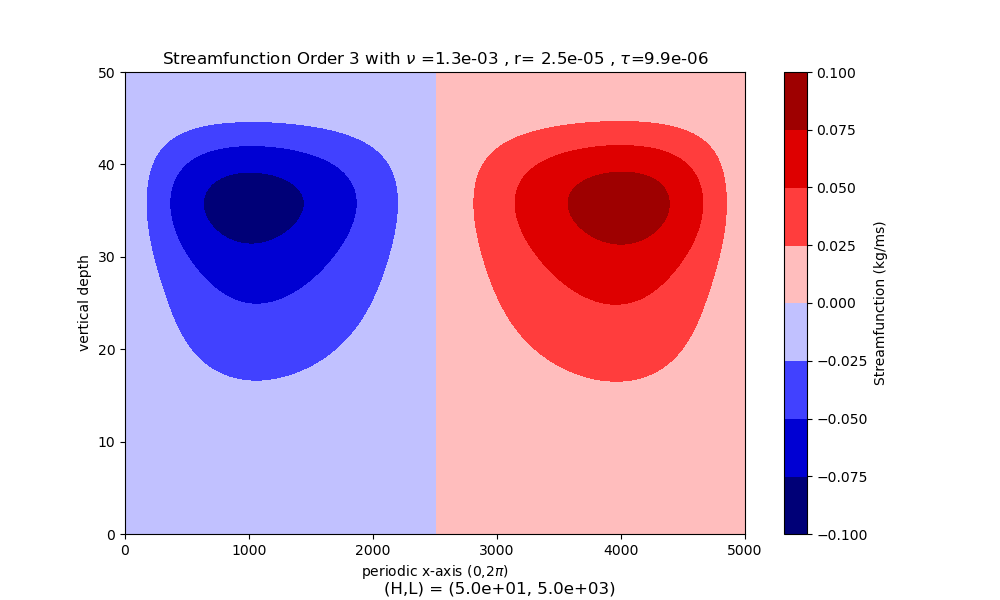 Streamfunction Order 3 with ν =1.3e-03 , r= 2.5e-05 , τ=9.9e-06
50
40
30
20
10
0
vertical depth
0 1000 2000 3000 4000 5000
periodic x-axis (0,2π)
(H,L) = (5.0e+01, 5.0e+03)
0.100
0.075
0.050
0.025
0.000
−0.025
−0.050
−0.075
−0.100
Streamfunction (kg/ms)